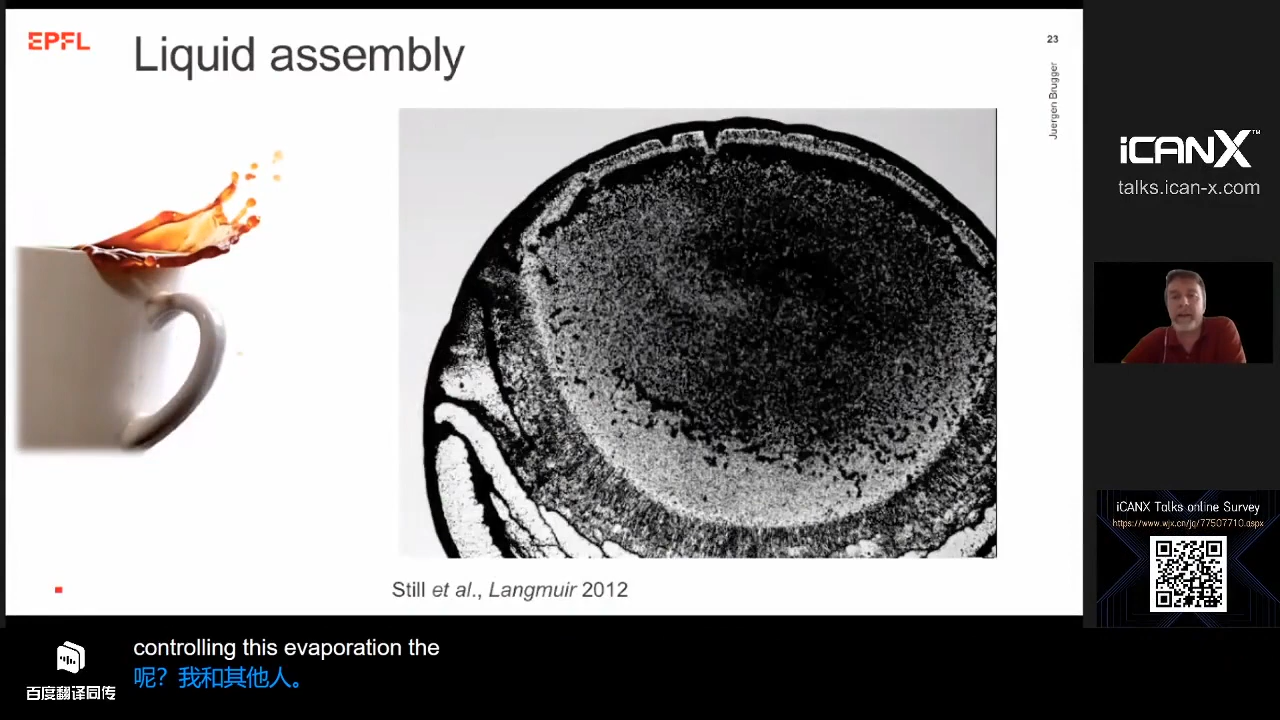 EPFL
Liquid assembly
23
Juergen Brugger
Still et al., Langmuir 2012
iCANX™
talks.ican-x.com
iCANX Talks online Survey
https://www.wjx.cn/jq/77507710.aspx
controlling this evaporation the
呢？我和其他人。
百度翻译同传